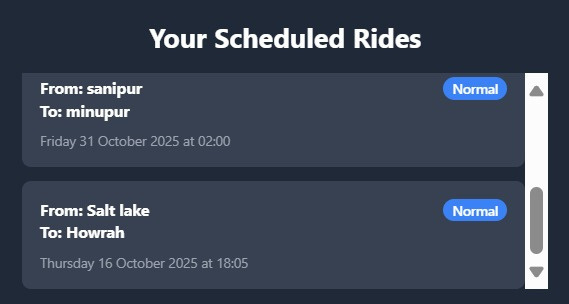 Your Scheduled Rides
From: sanipur
Normal
To: minupur
Friday 31 October 2025 at 02:00
From: Salt lake
Normal
To: Howrah
Thursday 16 October 2025 at 18:05